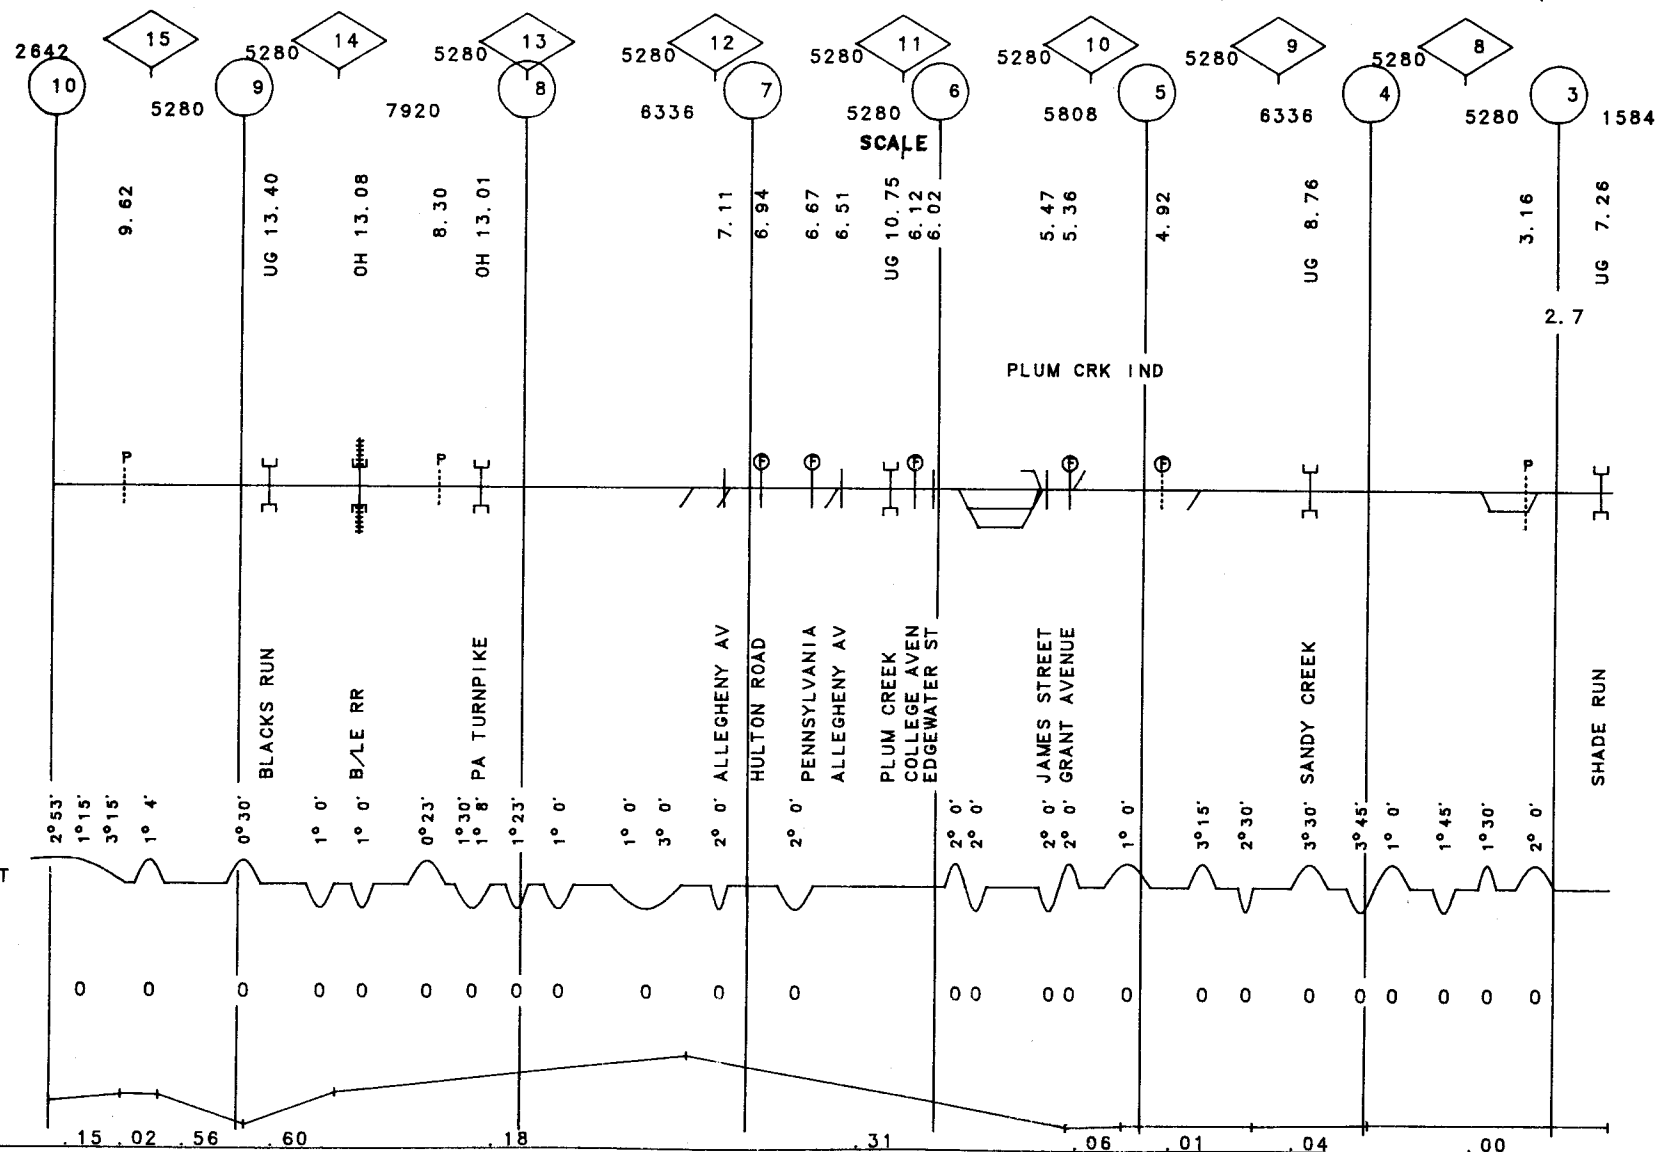 15 14 13 12 11 10 9 8
2642 5280 5280 5280 5280 5280 5280 5280
10 9 8 7 6 5 4 3
5280 7920 6336 5280 5808 6336 5280 1584
SCALE
9.62
UG 13.40
OH 13.08
8.30
OH 13.01
7.11
6.94
6.67
6.51
UG 10.75
6.12
6.02
5.47
5.36
4.92
UG 8.76
3.16
UG 7.26
2.7
PLUM CRK IND
P P F F F F F P
BLACKS RUN
B/LE RR
PA TURNPIKE
ALLEGHENY AV
HULTON ROAD
PENNSYLVANIA
ALLEGHENY AV
PLUM CREEK
COLLEGE AVEN
EDGEWATER ST
JAMES STREET
GRANT AVENUE
SANDY CREEK
SHADE RUN
2°53'
1°15'
3°15'
1° 4'
0°30'
1° 0'
1° 0'
0°23'
1°30'
1° 8'
1°23'
1° 0'
1° 0'
3° 0'
2° 0'
2° 0'
2° 0'
2° 0'
2° 0'
2° 0'
1° 0'
3°15'
2°30'
3°30'
3°45'
1° 0'
1°45'
1°30'
2° 0'
T
0 0 0 0 0 0 0 0 0 0 0 0 0 0 0 0 0 0 0 0 0 0 0 0 0
.15 .02 .56 .60 .18 .31 .06 .01 .04 .00